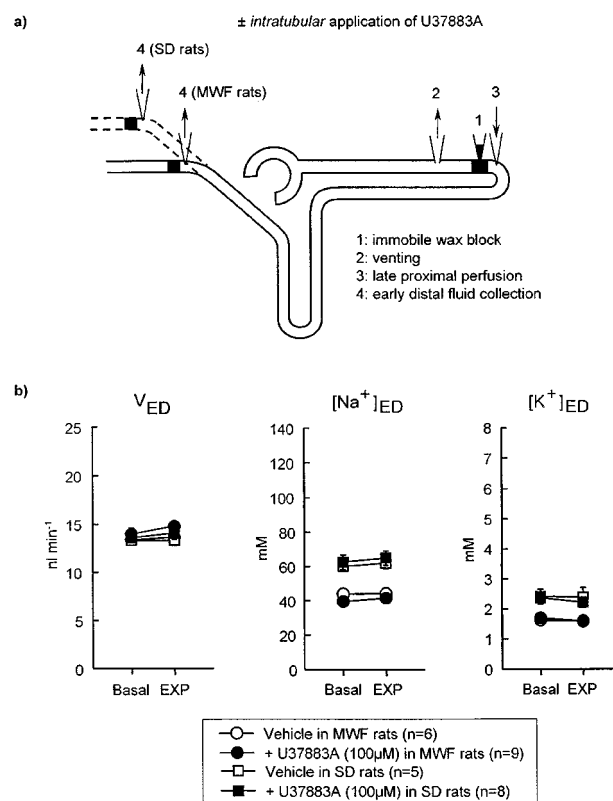 a)
± intratubular application of U37883A
4 (SD rats)
4 (MWF rats)
2
3
1
1: immobile wax block
2: venting
3: late proximal perfusion
4: early distal fluid collection
b)
VED
[Na+]ED
[K+]ED
25
20
15
10
5
0
nl min-1
Basal EXP
140
120
100
80
60
40
20
0
mM
Basal EXP
8
7
6
5
4
3
2
1
0
mM
Basal EXP
Vehicle in MWF rats (n=6)
+ U37883A (100µM) in MWF rats (n=9)
Vehicle in SD rats (n=5)
+ U37883A (100µM) in SD rats (n=8)